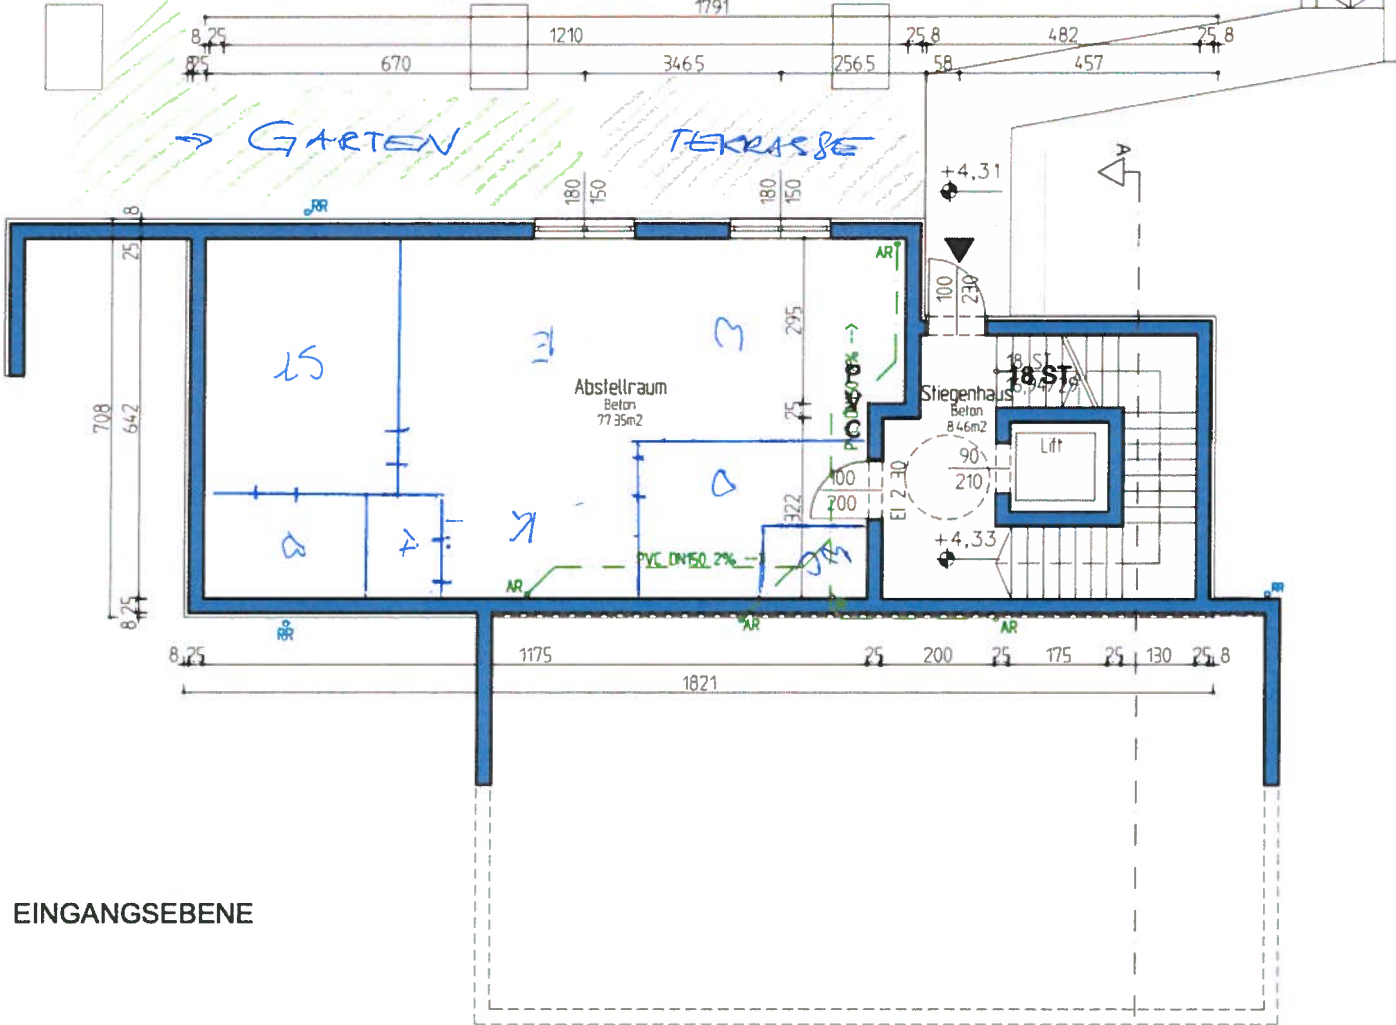 1791
8 25 1210 25 8 482 25 8
8 25 670 346.5 256.5 58 457
→ GARTEN TERRASSE
+4,31
A
180 150 180 150
RR
8
25
AR
100 230
295
708
642
15
Abstellraum
Beton
77.35m2
25
PVC
18 ST
Stiegenhaus
Beton
8.46m2
Lift
90
210
100
200
322
EI 2 30
+4,33
K
PVC DN150 2% -->
AR
8 25
RR
AR
AR
RR
8 25 1175 25 200 25 175 25 130 25 8
1821
EINGANGSEBENE